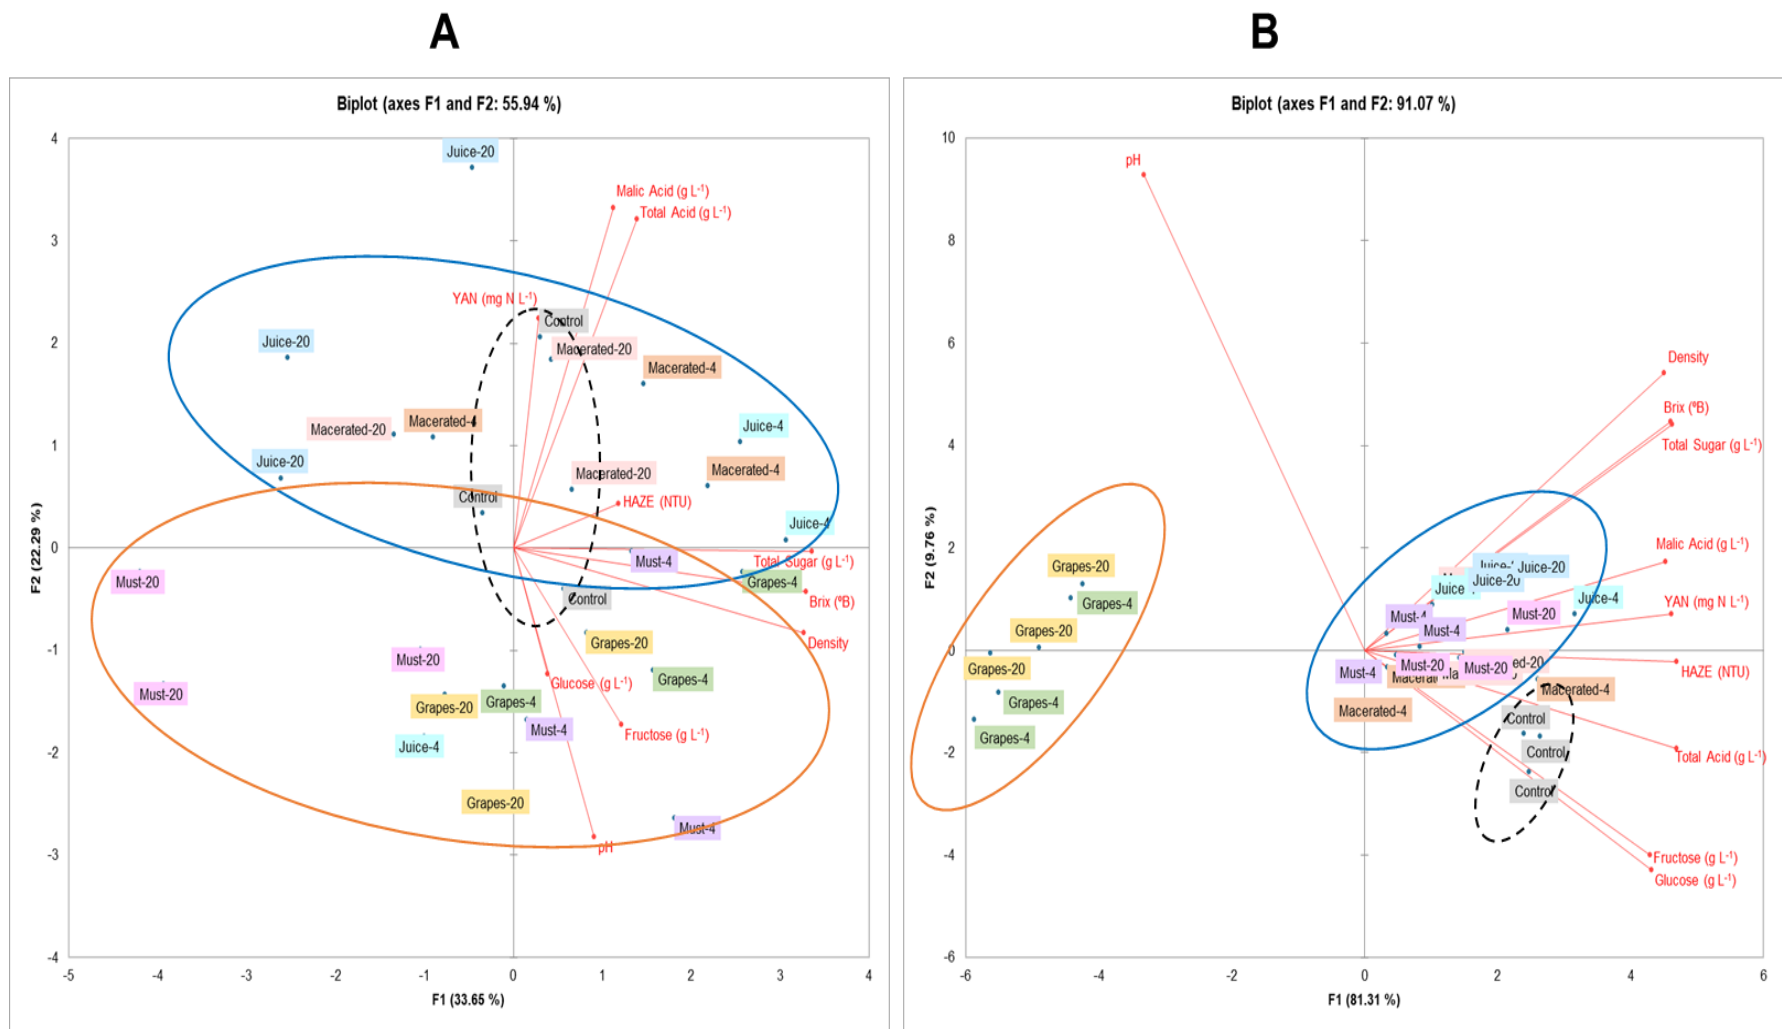 A
B
Biplot (axes F1 and F2: 55.94 %)
4
3
2
1
0
-1
-2
-3
-4
F2 (22.29 %)
Juice-20
Malic Acid (g L-1)
Total Acid (g L-1)
YAN (mg N L-1)
Control
Juice-20
Macerated-20
Macerated-4
Macerated-20
Macerated-4
Juice-4
Juice-20
Macerated-20
Macerated-4
Control
HAZE (NTU)
Juice-4
Must-4
Total Sugar (g L-1)
Must-20
Grapes-4
Control
Brix (ºB)
Grapes-20
Density
Must-20
Grapes-4
Glucose (g L-1)
Must-20
Grapes-20
Grapes-4
Must-4
Fructose (g L-1)
Juice-4
Grapes-20
Must-4
pH
-5
-4
-3
-2
-1
0
1
2
3
4
F1 (33.65 %)
Biplot (axes F1 and F2: 91.07 %)
10
8
6
4
2
0
-2
-4
-6
F2 (9.76 %)
pH
Density
Brix (ºB)
Total Sugar (g L-1)
Malic Acid (g L-1)
Grapes-20
Juice-20
Juice-20
Juice
Juice-4
Grapes-4
YAN (mg N L-1)
Must-20
Must-4
Must-4
Grapes-20
Grapes-20
Must-4
Must-20
Must-20
HAZE (NTU)
Macerated-4
Grapes-4
Macerated-4
Control
Grapes-4
Control
Total Acid (g L-1)
Control
Fructose (g L-1)
Glucose (g L-1)
-6
-4
-2
0
2
4
6
F1 (81.31 %)